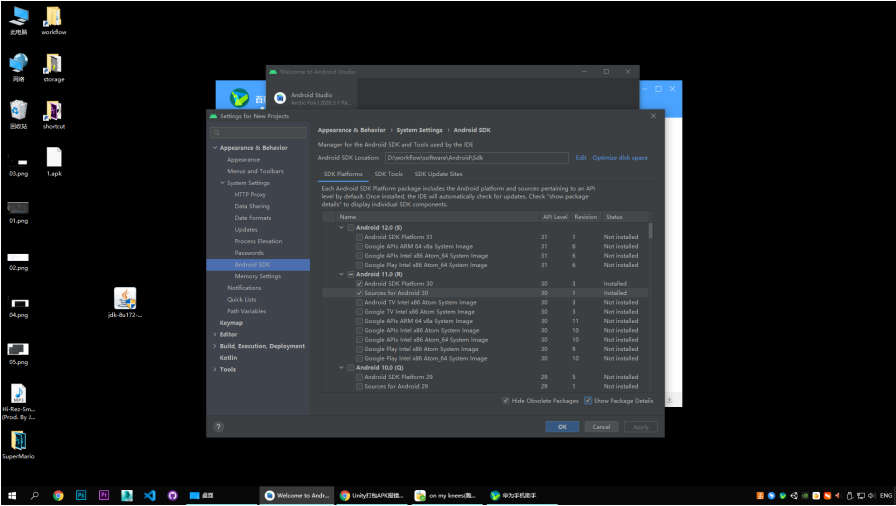 此电脑
workflow
网络
storage
回收站
shortcut
03.png
1.apk
01.png
02.png
04.png
jdk-8u172-...
05.png
Hi-Rez-Sm...
(Prod. By J...
SuperMario
Welcome to Android Studio
Android Studio
Arctic Fox | 2020.3.1 Pa...
Settings for New Projects
Appearance & Behavior
Appearance
Menus and Toolbars
System Settings
HTTP Proxy
Data Sharing
Date Formats
Updates
Process Elevation
Passwords
Android SDK
Memory Settings
Notifications
Quick Lists
Path Variables
Keymap
Editor
Build, Execution, Deployment
Kotlin
Tools
Appearance & Behavior › System Settings › Android SDK
Manager for the Android SDK and Tools used by the IDE
Android SDK Location: D:\workflow\software\Android\Sdk Edit Optimize disk space
SDK Platforms SDK Tools SDK Update Sites
Each Android SDK Platform package includes the Android platform and sources pertaining to an API
level by default. Once installed, the IDE will automatically check for updates. Check "show package
details" to display individual SDK components.
Name API Level Revision Status
Android 12.0 (S)
Android SDK Platform 31 31 1 Not installed
Google APIs ARM 64 v8a System Image 31 6 Not installed
Google APIs Intel x86 Atom_64 System Image 31 6 Not installed
Google Play Intel x86 Atom_64 System Image 31 6 Not installed
Android 11.0 (R)
Android SDK Platform 30 30 3 Installed
Sources for Android 30 30 1 Installed
Android TV Intel x86 Atom System Image 30 3 Not installed
Google TV Intel x86 Atom System Image 30 3 Not installed
Google APIs ARM 64 v8a System Image 30 11 Not installed
Google APIs Intel x86 Atom System Image 30 10 Not installed
Google APIs Intel x86 Atom_64 System Image 30 10 Not installed
Google Play Intel x86 Atom System Image 30 9 Not installed
Google Play Intel x86 Atom_64 System Image 30 10 Not installed
Android 10.0 (Q)
Android SDK Platform 29 29 5 Not installed
Sources for Android 29 29 1 Not installed
Hide Obsolete Packages Show Package Details
? OK Cancel Apply
Ps Pr 桌面 Welcome to Andr... Unity打包APK报错... on my knees(跪... 华为手机助手 ENG